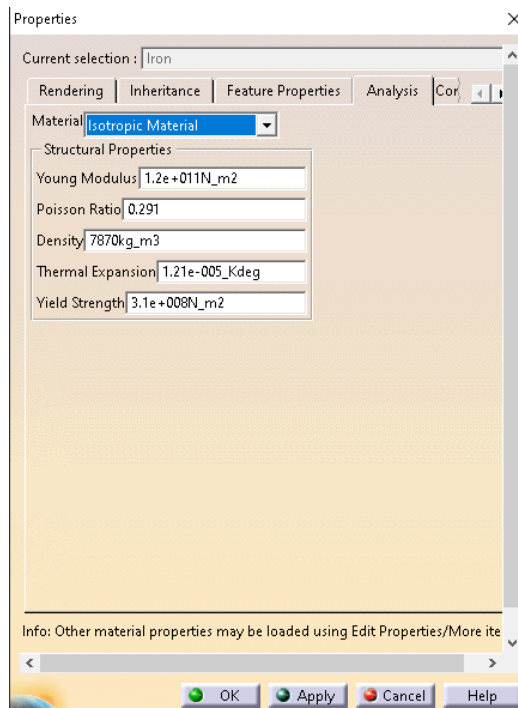 Properties
Current selection : Iron
Rendering Inheritance Feature Properties Analysis Cor
Material Isotropic Material
Structural Properties
Young Modulus 1.2e+011N_m2
Poisson Ratio 0.291
Density 7870kg_m3
Thermal Expansion 1.21e-005_Kdeg
Yield Strength 3.1e+008N_m2
Info: Other material properties may be loaded using Edit Properties/More ite
OK Apply Cancel Help